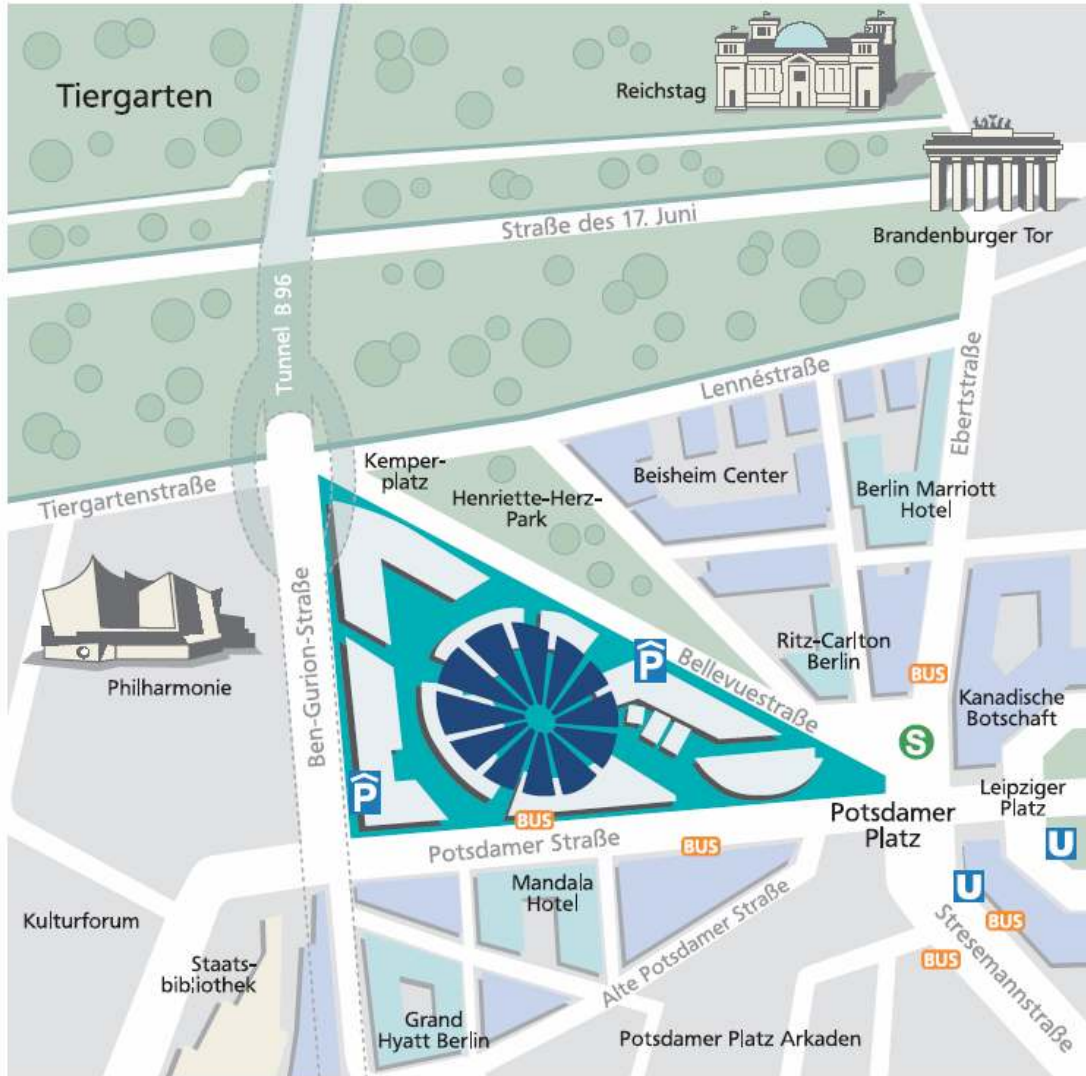 Tiergarten
Reichstag
Brandenburger Tor
Straße des 17. Juni
Tunnel B 96
Lennéstraße
Ebertstraße
Kemper-
platz
Henriette-Herz-
Park
Beisheim Center
Berlin Marriott
Hotel
Tiergartenstraße
Philharmonie
Ben-Gurion-Straße
P
Bellevuestraße
Ritz-Carlton
Berlin
BUS
Kanadische
Botschaft
S
Leipziger
Platz
P
BUS
Potsdamer Straße
BUS
Potsdamer
Platz
U
U
Mandala
Hotel
Alte Potsdamer Straße
BUS
BUS
Stresemannstraße
Kulturforum
Staats-
bibliothek
Grand
Hyatt Berlin
Potsdamer Platz Arkaden